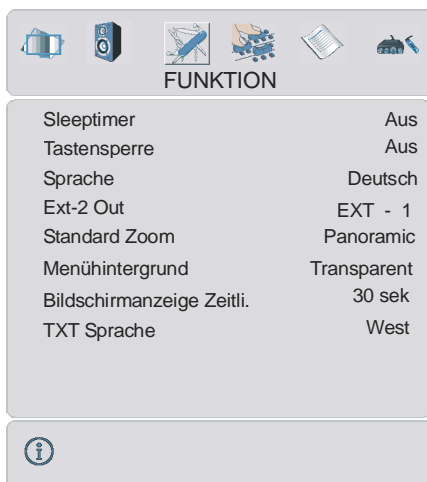 FUNKTION
Sleeptimer Aus
Tastensperre Aus
Sprache Deutsch
Ext-2 Out EXT - 1
Standard Zoom Panoramic
Menühintergrund Transparent
Bildschirmanzeige Zeitli. 30 sek
TXT Sprache West